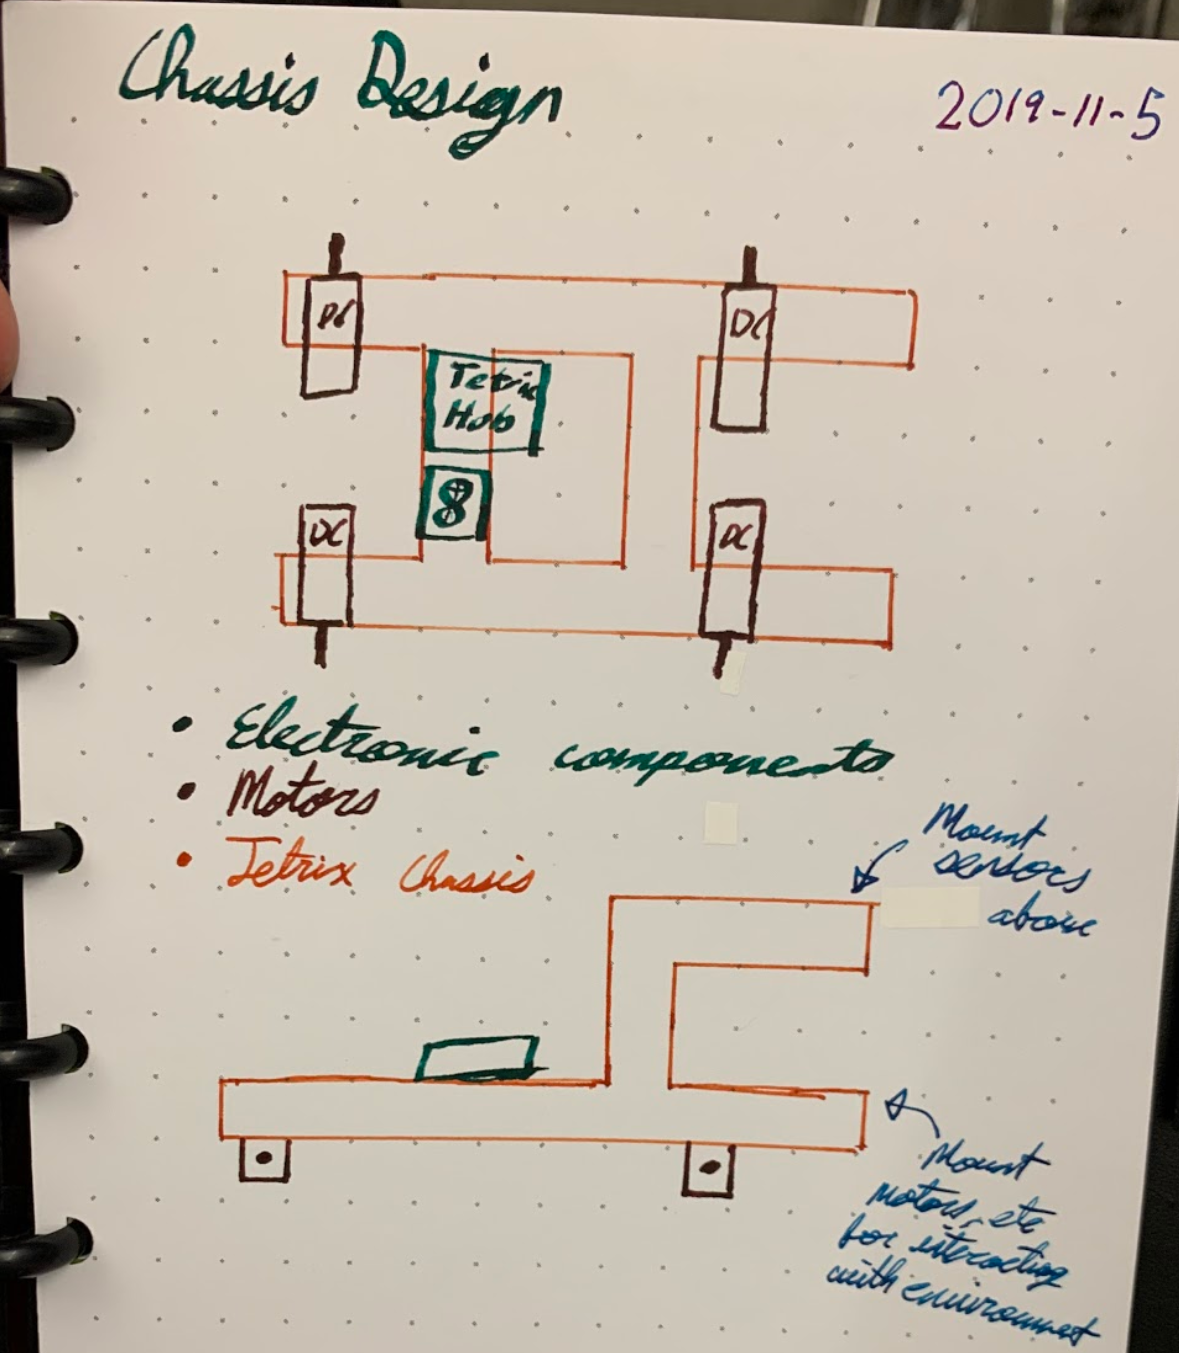 Chassis Design
2019-11-5
DC
DC
Tetrix
Hub
8
DC
DC
• Electronic components
• Motors
• Tetrix Chassis
Mount
sensors
above
Mount
motors, etc
for interacting
with environment